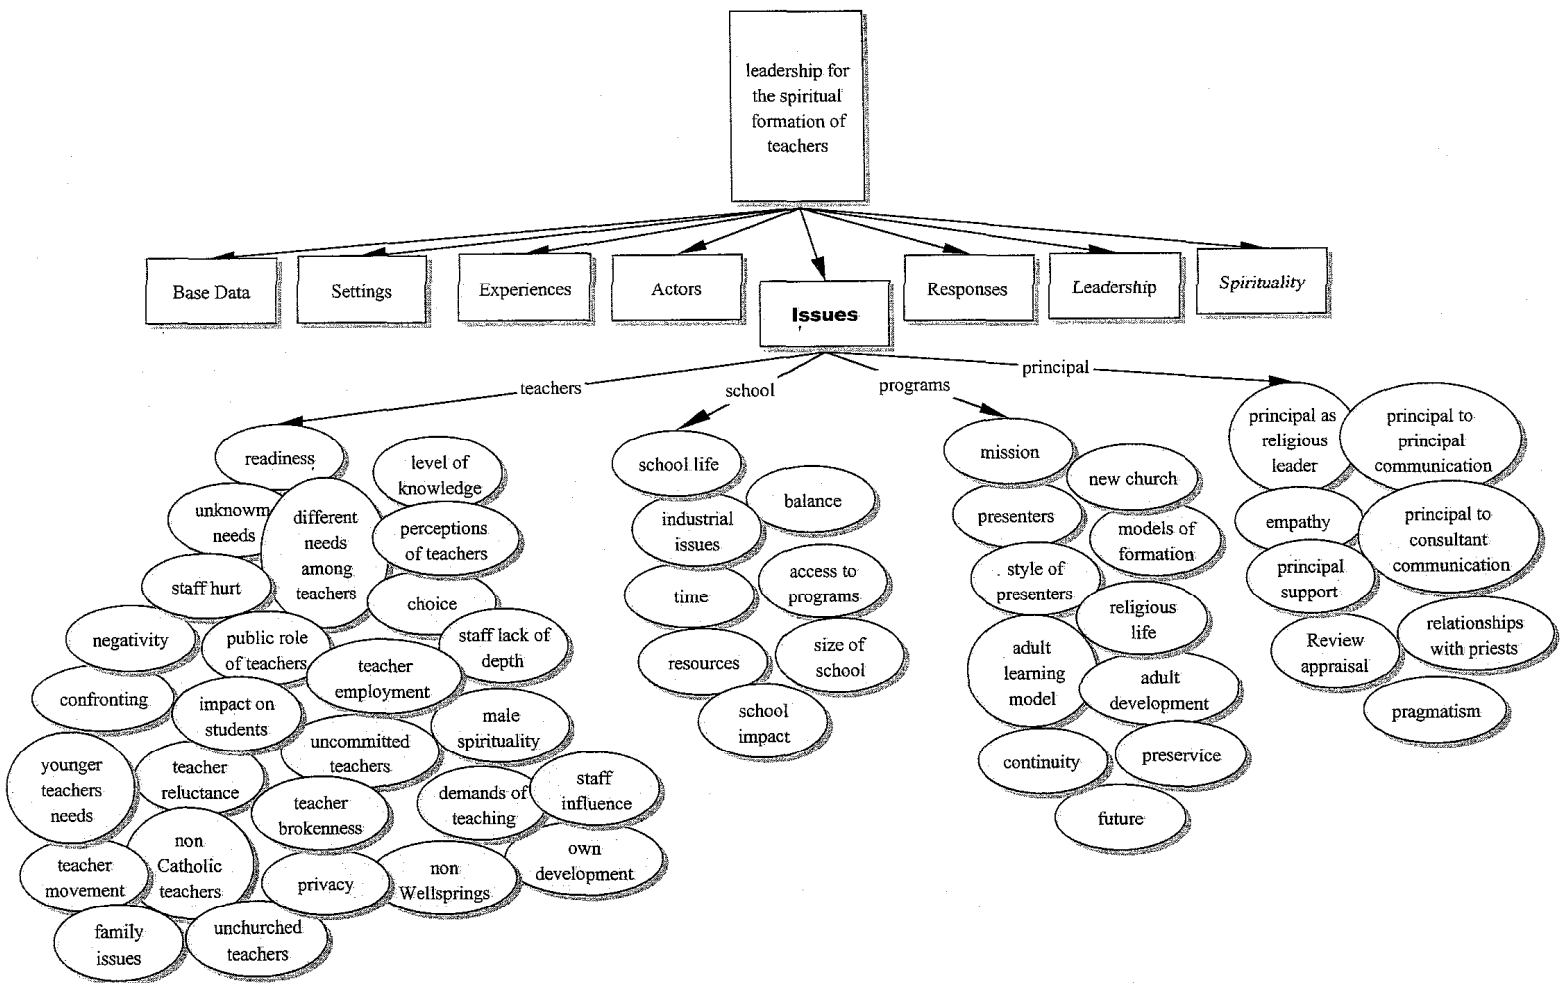 leadership for
the spiritual
formation of
teachers
Base Data
Settings
Experiences
Actors
Issues
Responses
Leadership
Spirituality
teachers
school
programs
principal
readiness
level of
knowledge
unknowm
needs
different
needs
among
teachers
perceptions
of teachers
staff hurt
choice
negativity
public role
of teachers
staff lack of
depth
teacher
employment
confronting
impact on
students
male
spirituality
uncommitted
teachers
younger
teachers
needs
teacher
reluctance
teacher
brokenness
demands of
teaching
staff
influence
non
Catholic
teachers
teacher
movement
privacy
non
Wellsprings
own
development
family
issues
unchurched
teachers
school life
balance
industrial
issues
access to
programs
time
resources
size of
school
school
impact
mission
new church
presenters
models of
formation
style of
presenters
religious
life
adult
learning
model
adult
development
continuity
preservice
future
principal as
religious
leader
principal to
principal
communication
empathy
principal to
consultant
communication
principal
support
relationships
with priests
Review
appraisal
pragmatism